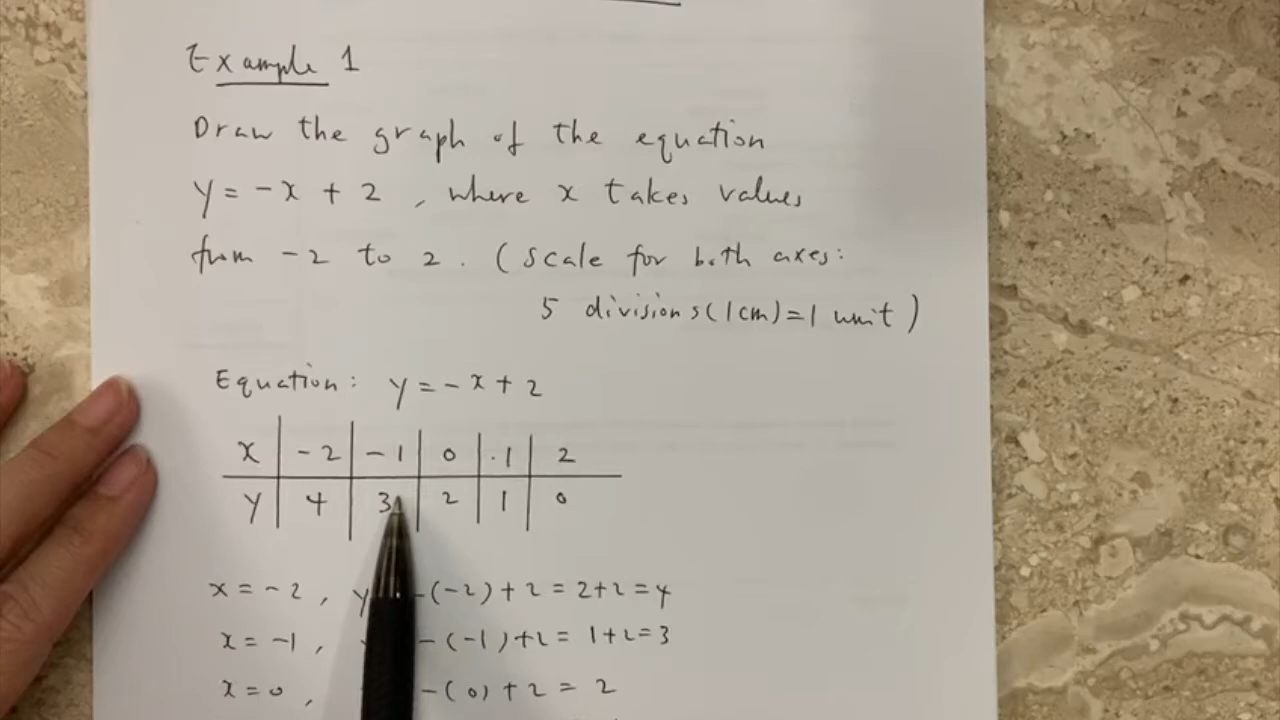 Example 1
Draw the graph of the equation
y = -x + 2 , where x takes values
from -2 to 2 . ( scale for both axes:
5 divisions (1cm) = 1 unit )
Equation: y = -x + 2
x -2 -1 0 1 2
y 4 3 2 1 0
x = -2 , y -(-2) + 2 = 2+2 = 4
x = -1 , -(-1) + 2 = 1+2 = 3
x = 0 , -(0) + 2 = 2